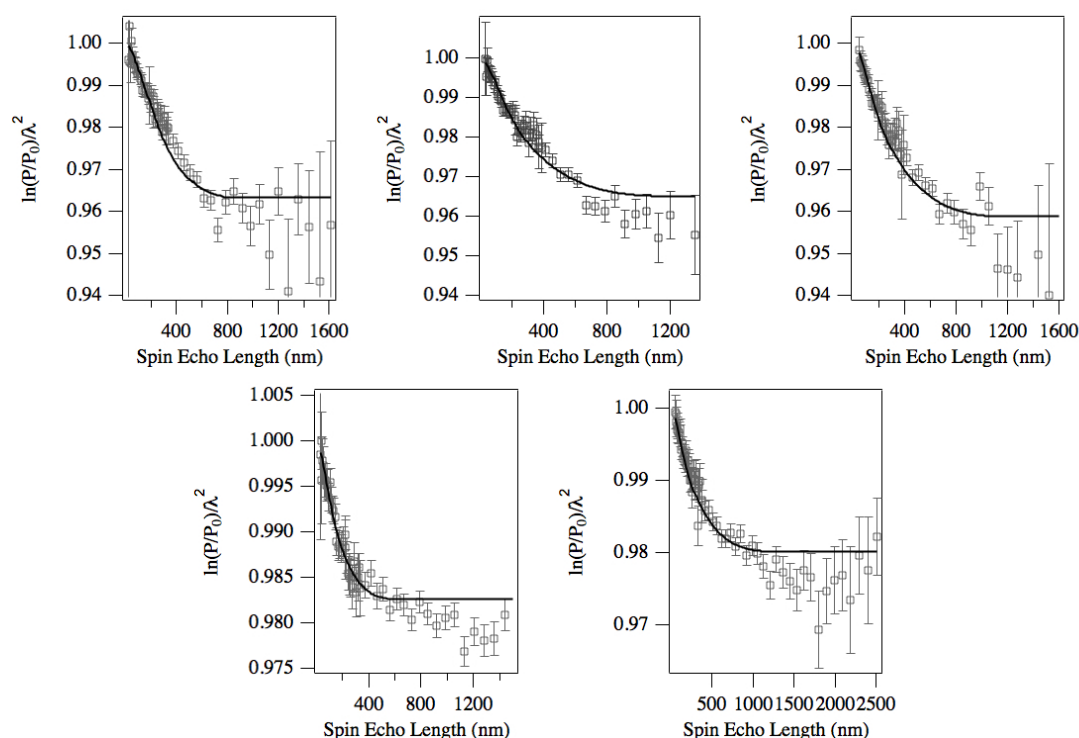 1.00
0.99
0.98
0.97
0.96
0.95
0.94
ln(P/P₀)/λ²
400 800 1200 1600
Spin Echo Length (nm)
1.00
0.99
0.98
0.97
0.96
0.95
0.94
ln(P/P₀)/λ²
400 800 1200
Spin Echo Length (nm)
1.00
0.99
0.98
0.97
0.96
0.95
0.94
ln(P/P₀)/λ²
400 800 1200 1600
Spin Echo Length (nm)
1.005
1.000
0.995
0.990
0.985
0.980
0.975
ln(P/P₀)/λ²
400 800 1200
Spin Echo Length (nm)
1.00
0.99
0.98
0.97
ln(P/P₀)/λ²
500 1000 1500 2000 2500
Spin Echo Length (nm)